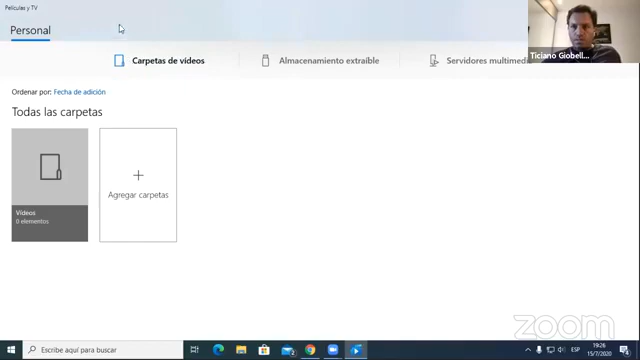 Películas y TV
Personal
Carpetas de vídeos
Almacenamiento extraíble
Servidores multimedia
Ticiano Giobell...
Ordenar por: Fecha de adición
Todas las carpetas
Vídeos
0 elementos
Agregar carpetas
zoom
Escribe aquí para buscar
ESP
19:26
15/7/2020